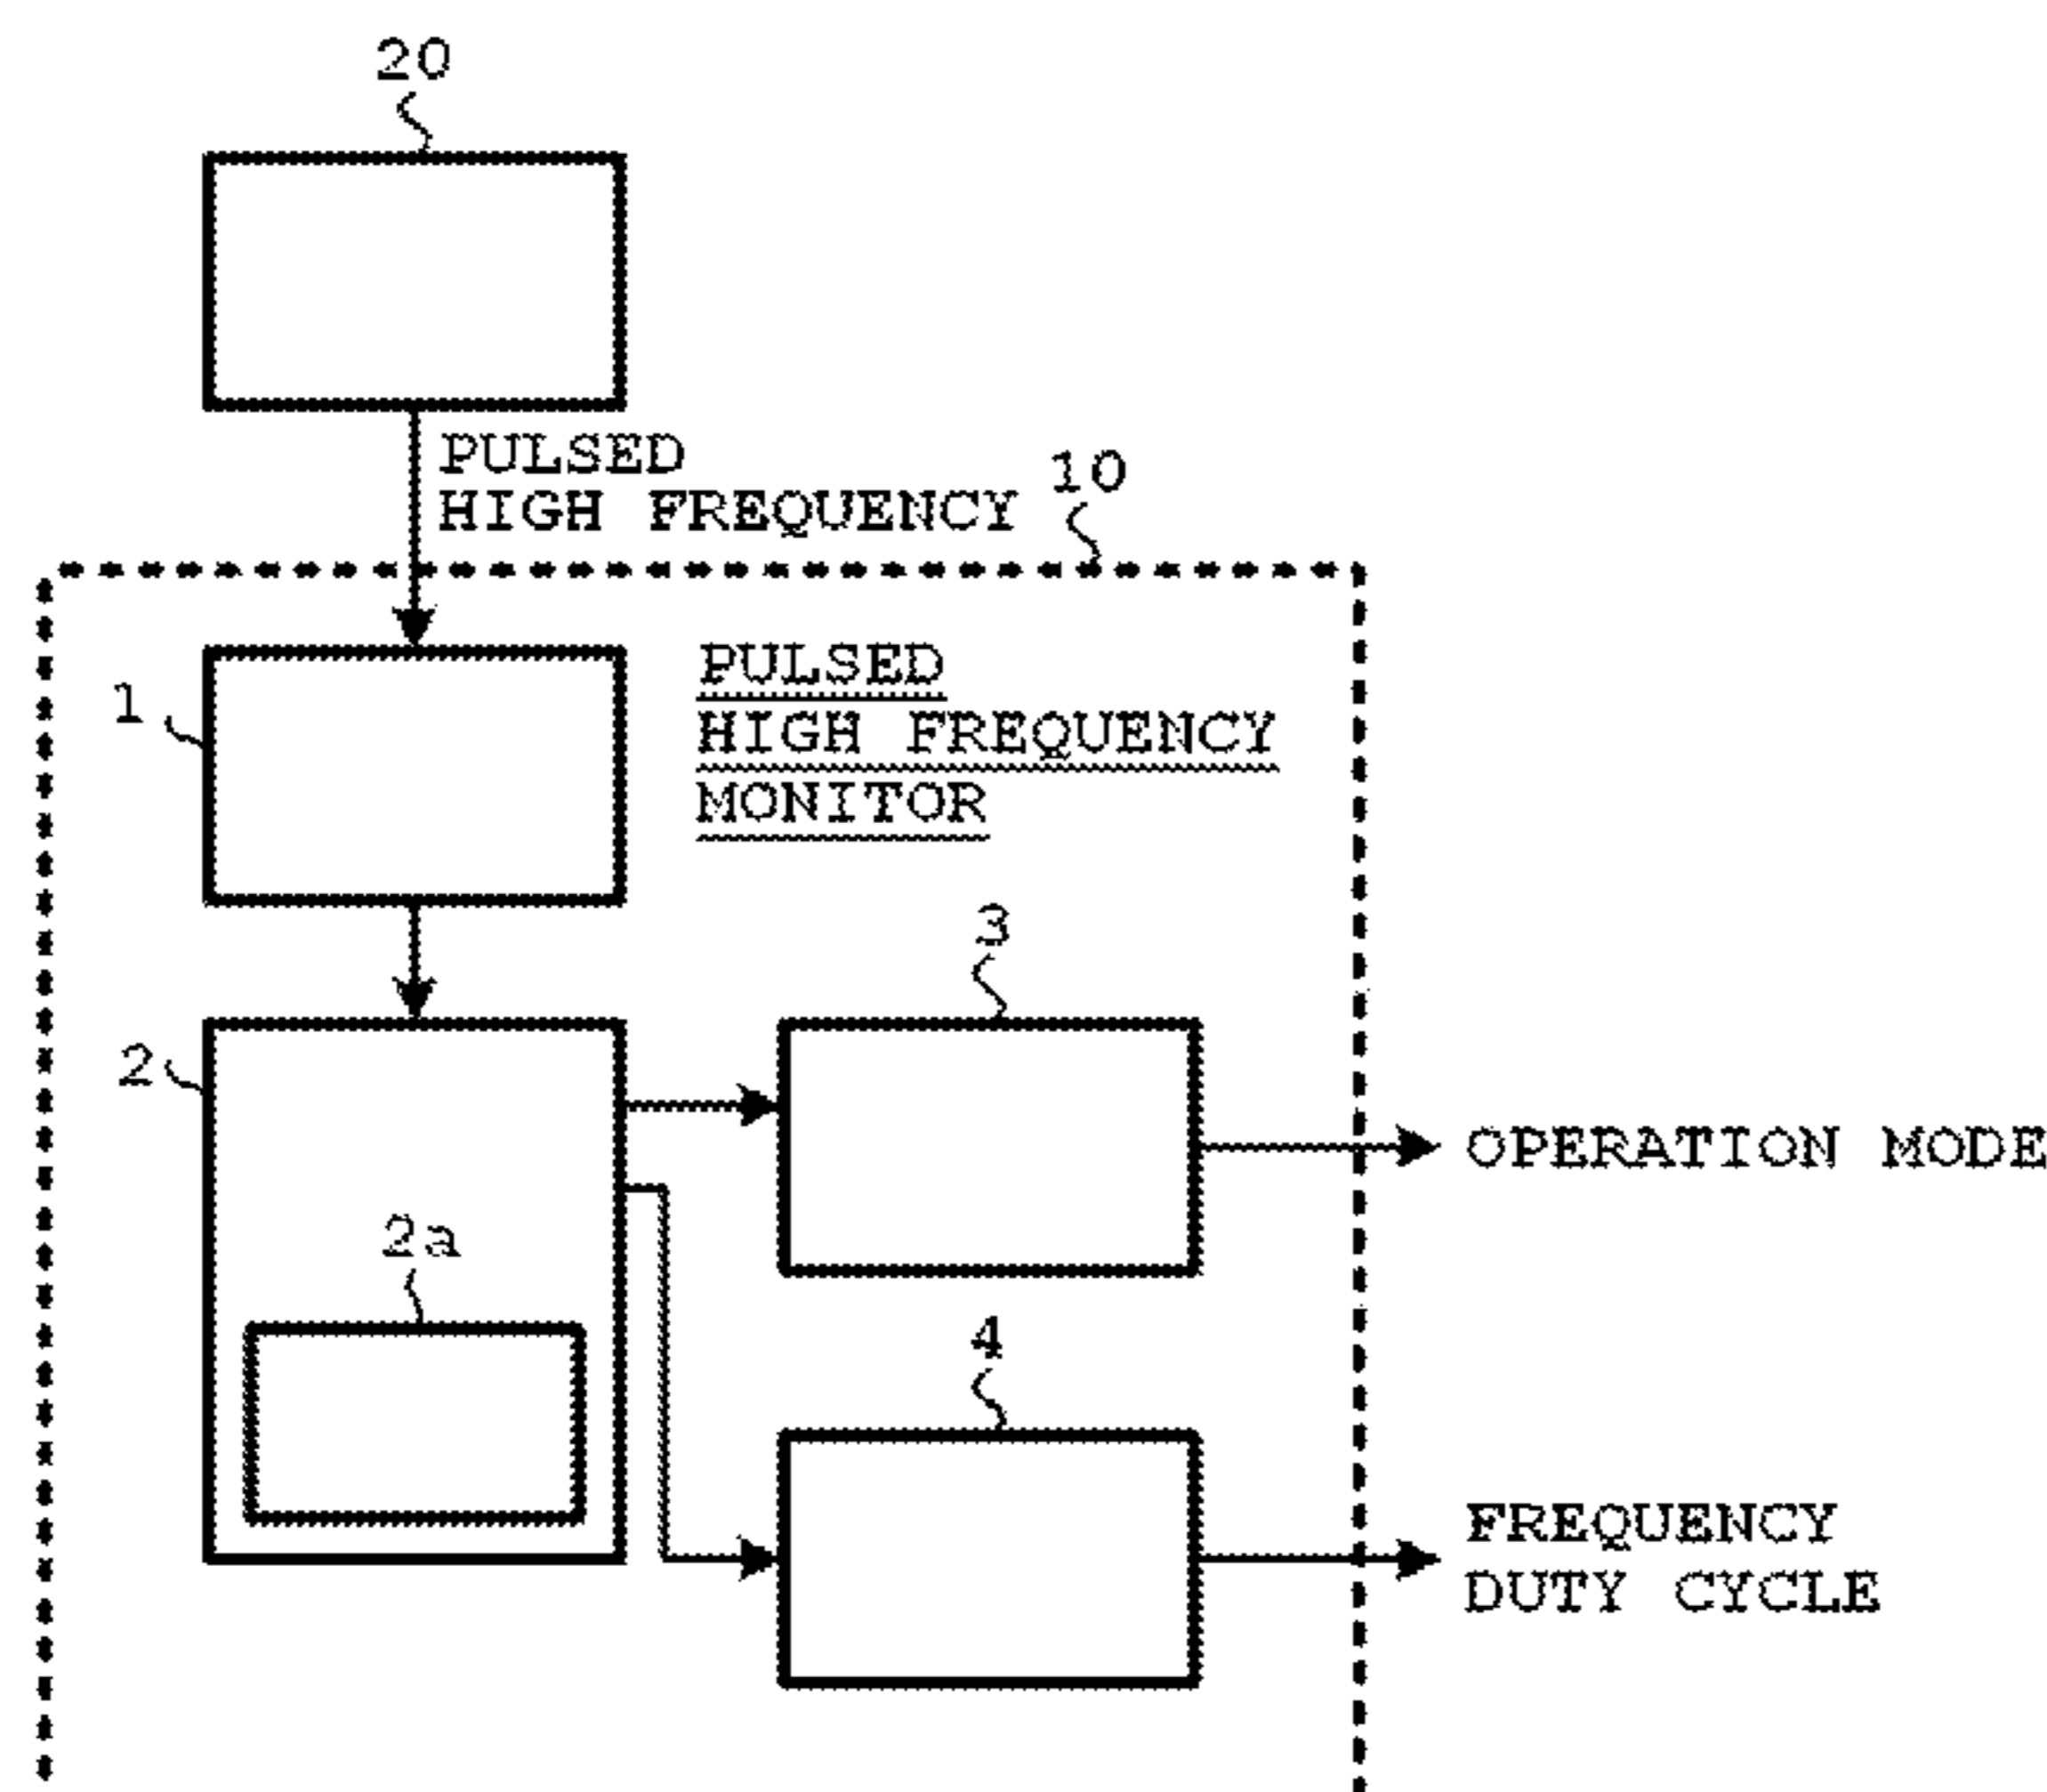 20
PULSED
HIGH FREQUENCY
10
1
PULSED
HIGH FREQUENCY
MONITOR
3
2
OPERATION MODE
2a
4
FREQUENCY
DUTY CYCLE